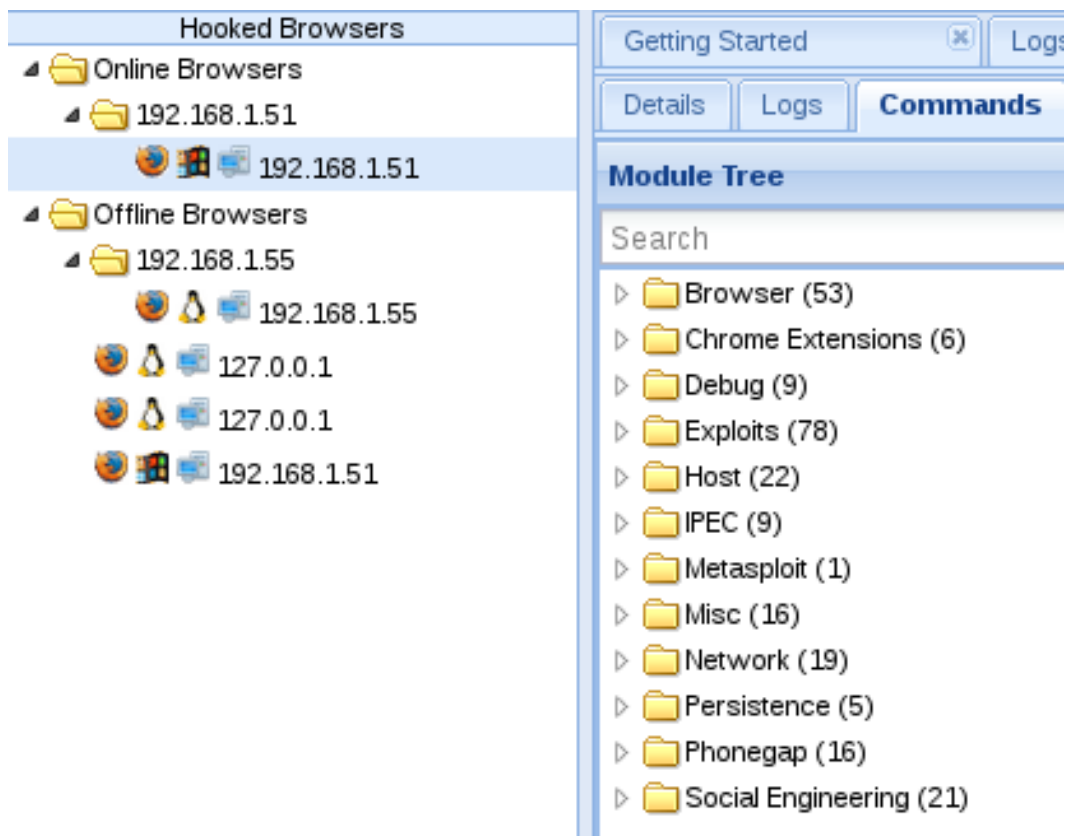 Hooked Browsers
Online Browsers
192.168.1.51
192.168.1.51
Offline Browsers
192.168.1.55
192.168.1.55
127.0.0.1
127.0.0.1
192.168.1.51
Getting Started
Logs
Details
Logs
Commands
Module Tree
Search
Browser (53)
Chrome Extensions (6)
Debug (9)
Exploits (78)
Host (22)
IPEC (9)
Metasploit (1)
Misc (16)
Network (19)
Persistence (5)
Phonegap (16)
Social Engineering (21)